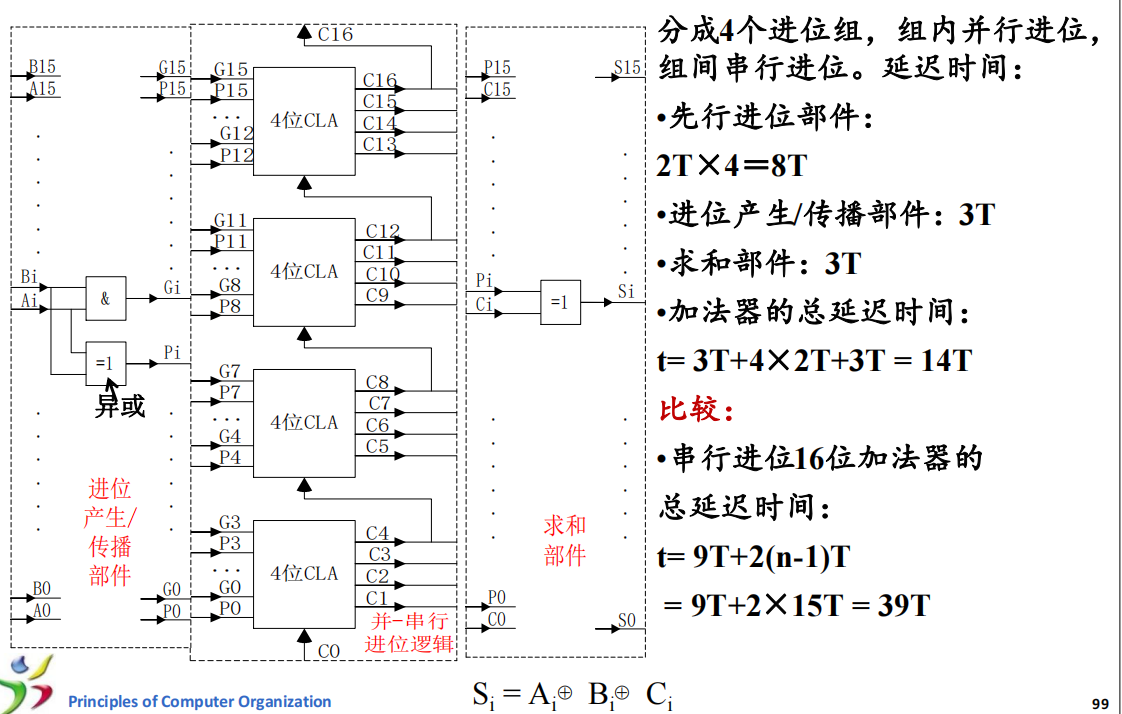 C16
B15
A15
G15
P15
G15
P15
...
G12
P12
4位CLA
C16
C15
C14
C13
P15
C15
S15
G11
P11
...
G8
P8
4位CLA
C12
C11
C10
C9
Bi
Ai
&
Gi
=1
Pi
异或
Pi
Ci
=1
Si
G7
P7
...
G4
P4
4位CLA
C8
C7
C6
C5
进位
产生/
传播
部件
G3
P3
...
G0
P0
4位CLA
C4
C3
C2
C1
求和
部件
B0
A0
G0
P0
C0
并-串行
进位逻辑
P0
C0
S0
分成4个进位组，组内并行进位，
组间串行进位。延迟时间：
•先行进位部件：
2T×4＝8T
•进位产生/传播部件：3T
•求和部件：3T
•加法器的总延迟时间：
t= 3T+4×2T+3T = 14T
比较：
•串行进位16位加法器的
总延迟时间：
t= 9T+2(n-1)T
= 9T+2×15T = 39T
Principles of Computer Organization
Si = Ai⊕ Bi⊕ Ci
99